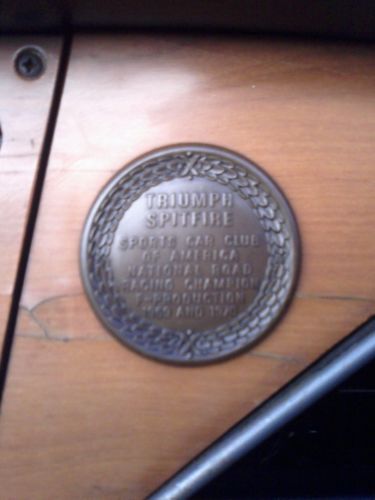 TRIUMPH
SPITFIRE
SPORTS CAR CLUB
OF AMERICA
NATIONAL ROAD
RACING CHAMPION
F-PRODUCTION
1969 AND 1970